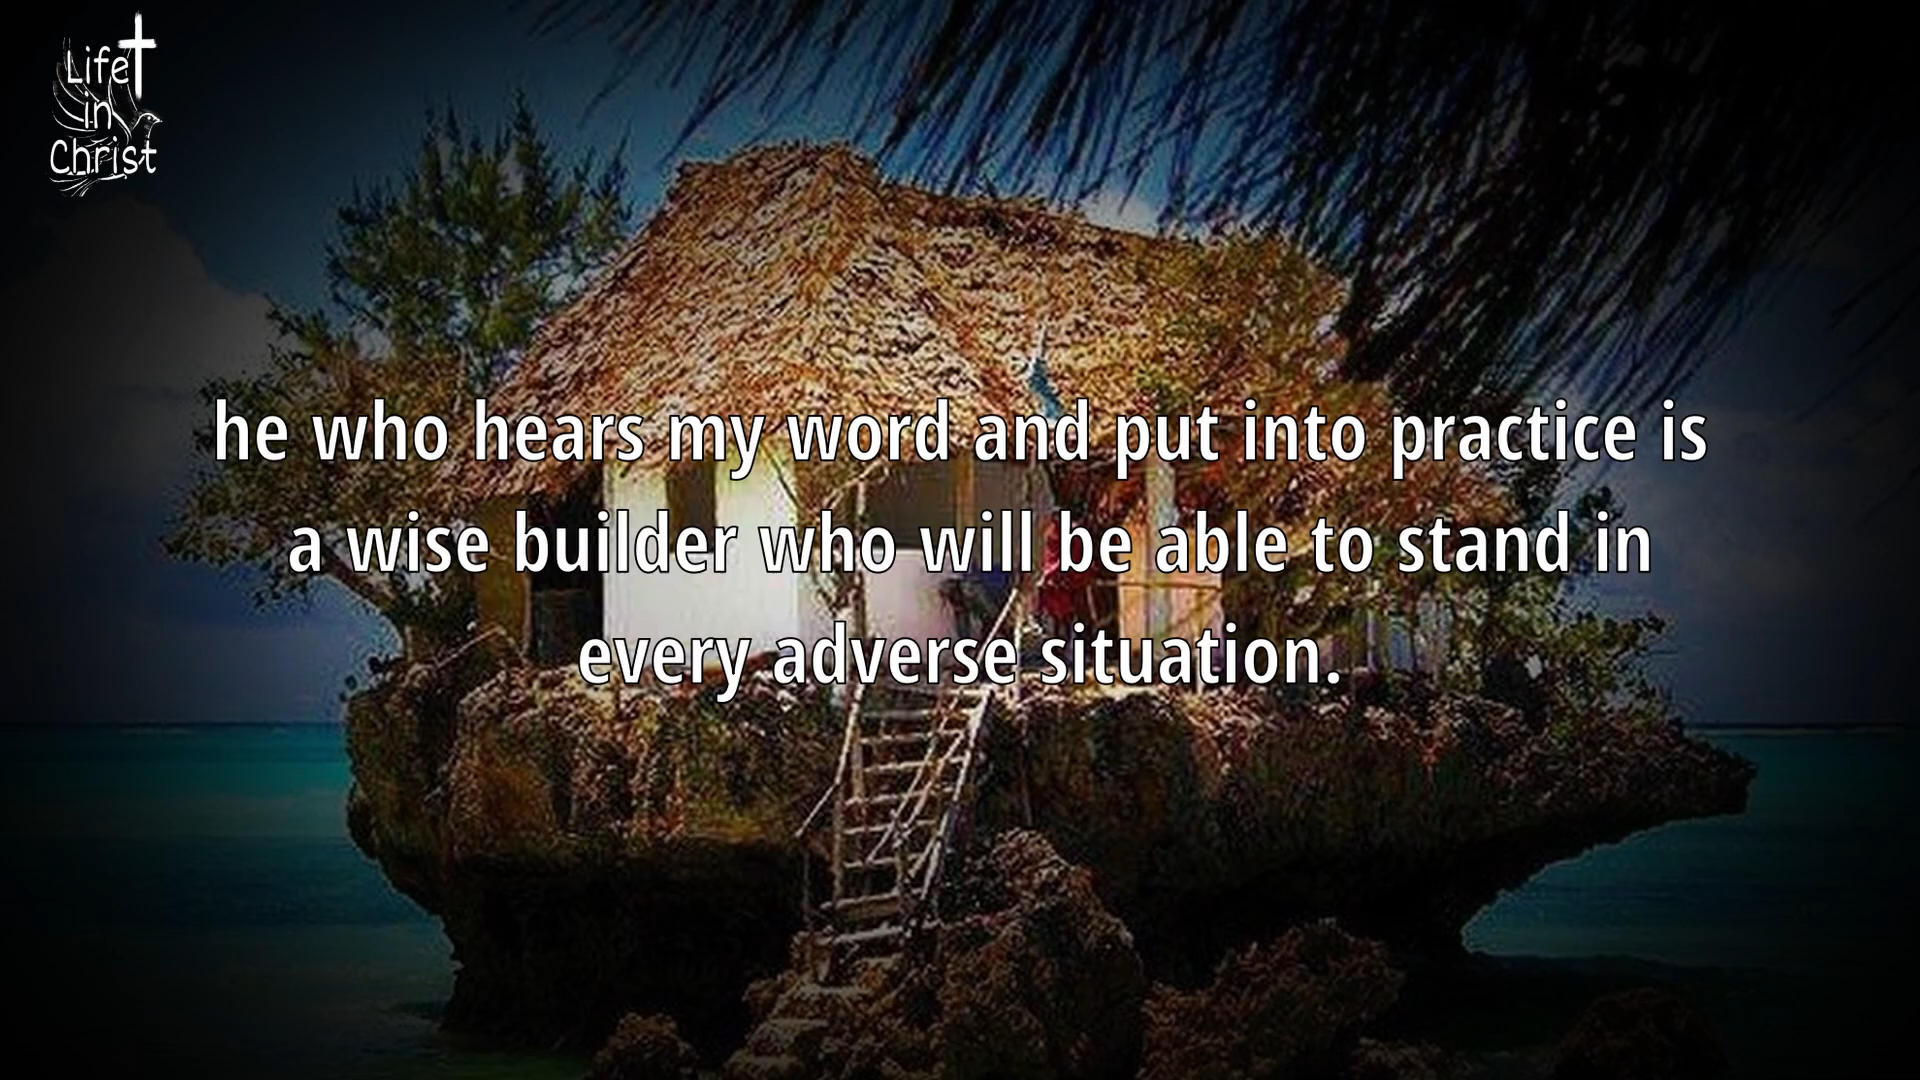 Life
in
Christ
he who hears my word and put into practice is
a wise builder who will be able to stand in
every adverse situation.